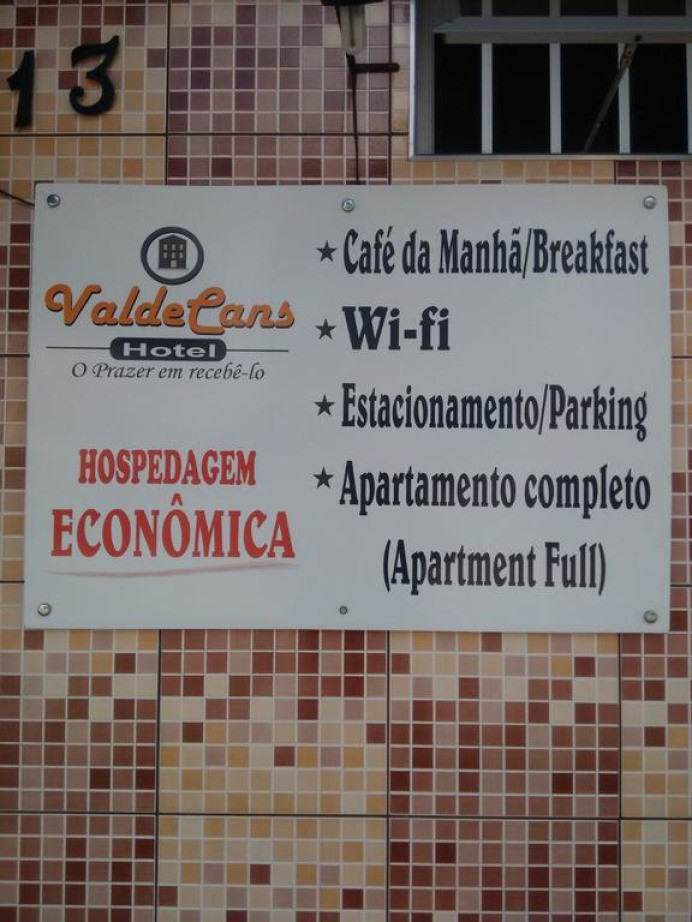 13
ValdeCans
Hotel
O Prazer em recebê-lo
HOSPEDAGEM
ECONÔMICA
★ Café da Manhã/Breakfast
★ Wi-fi
★ Estacionamento/Parking
★ Apartamento completo
(Apartment Full)